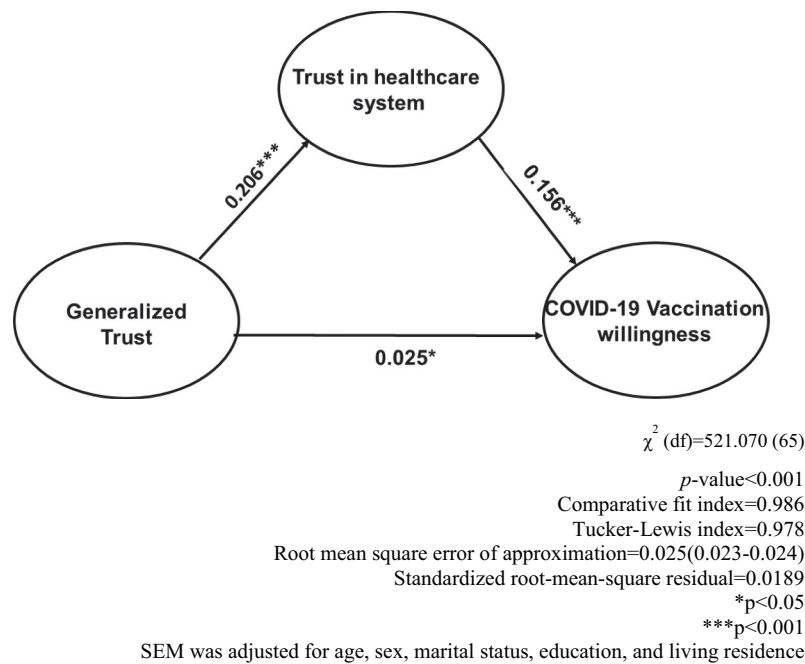 Trust in healthcare
system
0.206***
0.156***
Generalized
Trust
COVID-19 Vaccination
willingness
0.025*
χ² (df)=521.070 (65)
p-value<0.001
Comparative fit index=0.986
Tucker-Lewis index=0.978
Root mean square error of approximation=0.025(0.023-0.024)
Standardized root-mean-square residual=0.0189
*p<0.05
***p<0.001
SEM was adjusted for age, sex, marital status, education, and living residence